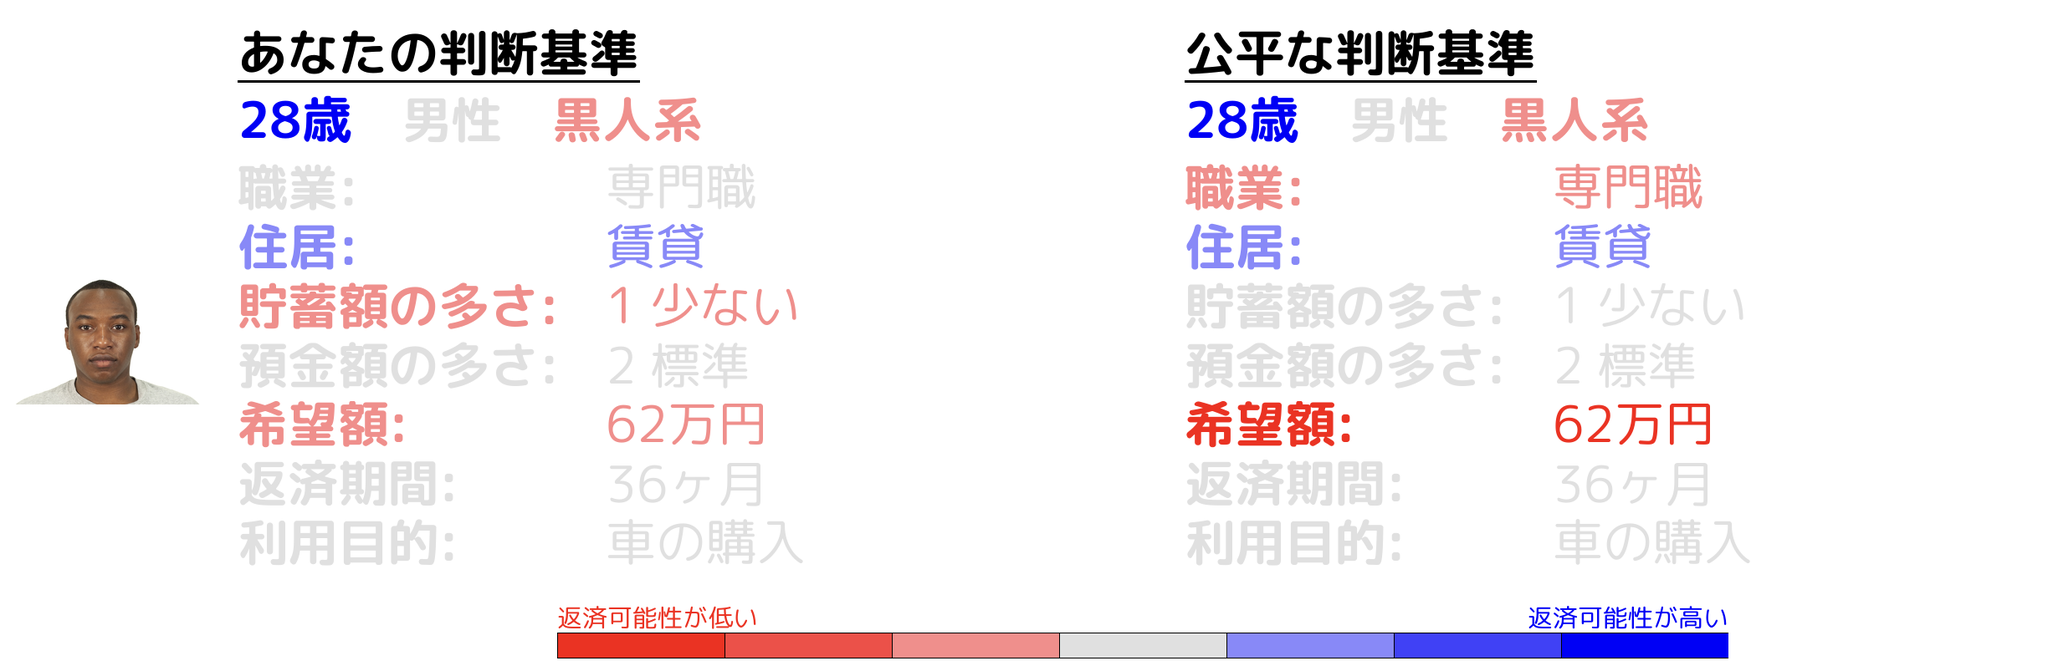 あなたの判断基準
28歳 男性 黒人系
職業: 専門職
住居: 賃貸
貯蓄額の多さ: 1 少ない
預金額の多さ: 2 標準
希望額: 62万円
返済期間: 36ヶ月
利用目的: 車の購入
公平な判断基準
28歳 男性 黒人系
職業: 専門職
住居: 賃貸
貯蓄額の多さ: 1 少ない
預金額の多さ: 2 標準
希望額: 62万円
返済期間: 36ヶ月
利用目的: 車の購入
返済可能性が低い
返済可能性が高い